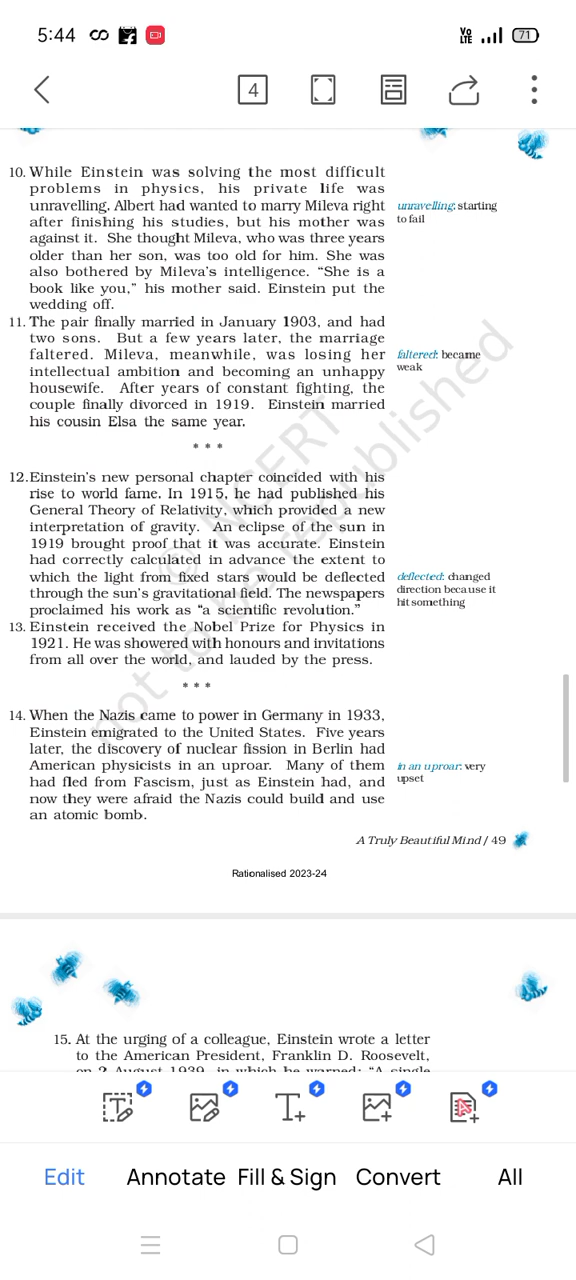 5:44
Vo
LTE
71
4
10. While Einstein was solving the most difficult
problems in physics, his private life was
unravelling. Albert had wanted to marry Mileva right
after finishing his studies, but his mother was
against it. She thought Mileva, who was three years
older than her son, was too old for him. She was
also bothered by Mileva's intelligence. “She is a
book like you,” his mother said. Einstein put the
wedding off.
unravelling: starting
to fail
11. The pair finally married in January 1903, and had
two sons. But a few years later, the marriage
faltered. Mileva, meanwhile, was losing her
intellectual ambition and becoming an unhappy
housewife. After years of constant fighting, the
couple finally divorced in 1919. Einstein married
his cousin Elsa the same year.
faltered: became
weak
* * *
12.Einstein's new personal chapter coincided with his
rise to world fame. In 1915, he had published his
General Theory of Relativity, which provided a new
interpretation of gravity. An eclipse of the sun in
1919 brought proof that it was accurate. Einstein
had correctly calculated in advance the extent to
which the light from fixed stars would be deflected
through the sun's gravitational field. The newspapers
proclaimed his work as “a scientific revolution.”
deflected: changed
direction because it
hit something
13. Einstein received the Nobel Prize for Physics in
1921. He was showered with honours and invitations
from all over the world, and lauded by the press.
* * *
14. When the Nazis came to power in Germany in 1933,
Einstein emigrated to the United States. Five years
later, the discovery of nuclear fission in Berlin had
American physicists in an uproar. Many of them
had fled from Fascism, just as Einstein had, and
now they were afraid the Nazis could build and use
an atomic bomb.
in an uproar: very
upset
© NCERT
not to be republished
A Truly Beautiful Mind / 49
Rationalised 2023-24
15. At the urging of a colleague, Einstein wrote a letter
to the American President, Franklin D. Roosevelt,
on 2 August 1939, in which he warned: “A single
Edit
Annotate
Fill & Sign
Convert
All